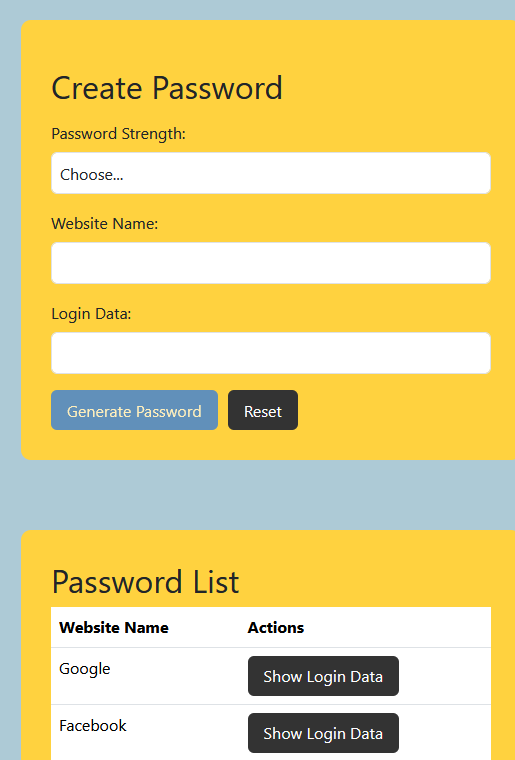 Create Password
Password Strength:
Choose...
Website Name:
Login Data:
Generate Password Reset
Password List
Website Name Actions
Google Show Login Data
Facebook Show Login Data